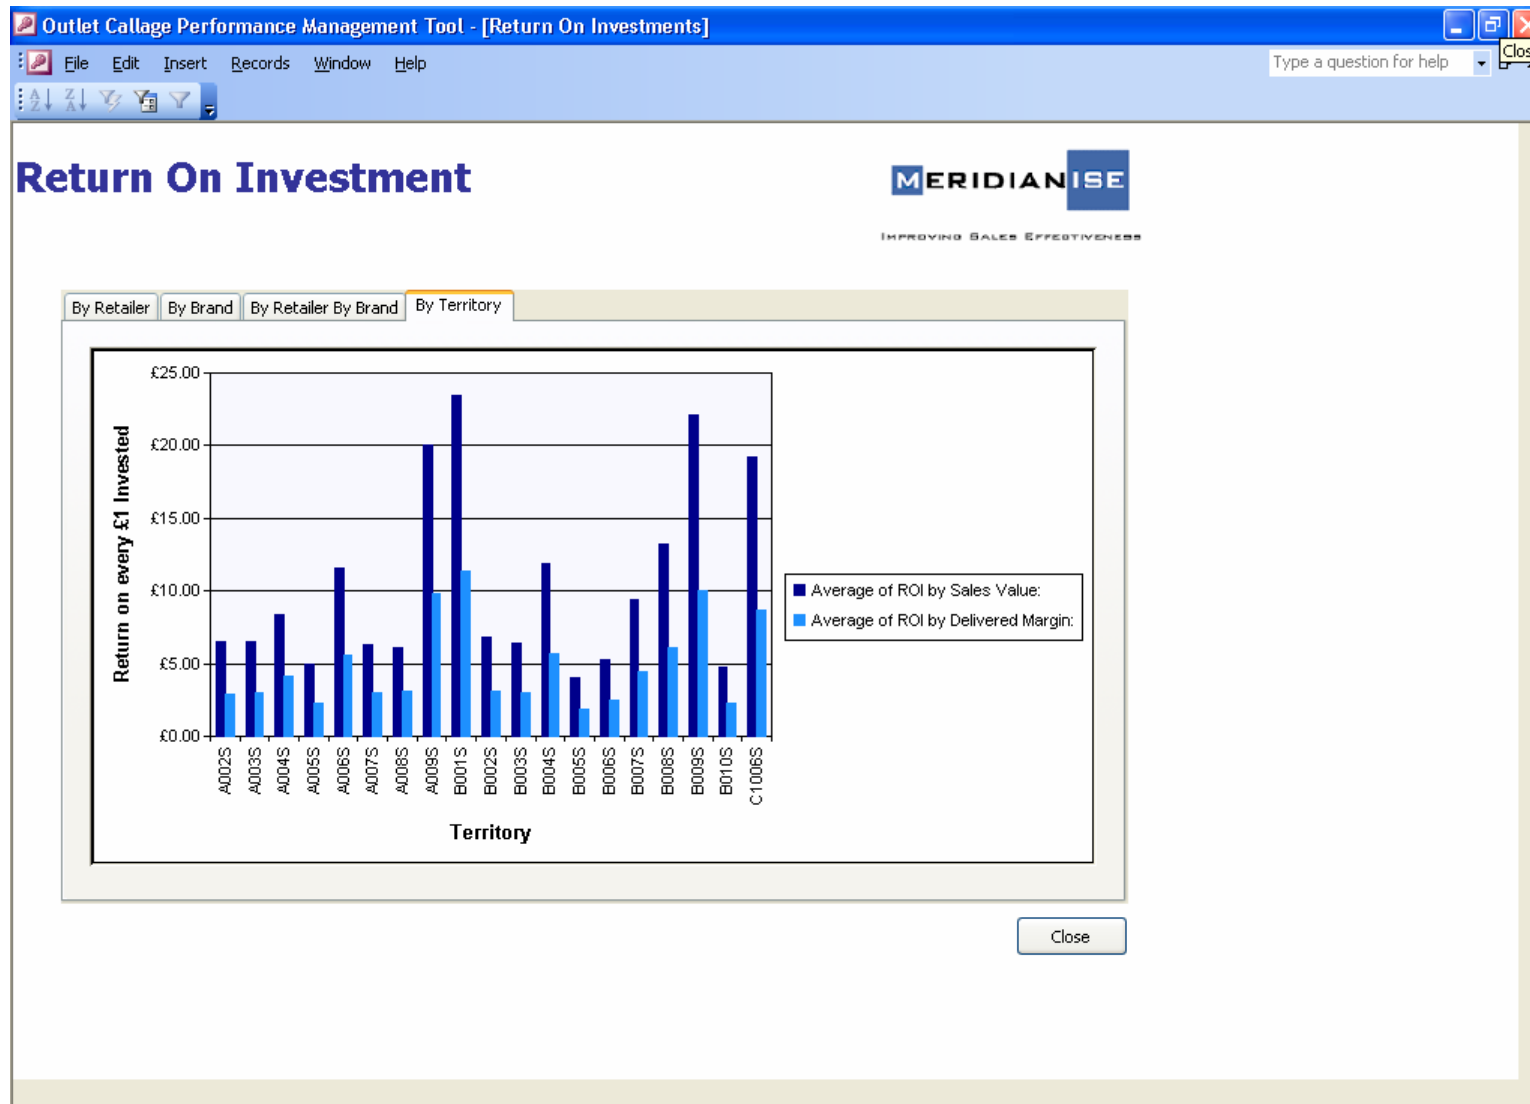 Outlet Callage Performance Management Tool - [Return On Investments]
File Edit Insert Records Window Help
Type a question for help
Return On Investment
MERIDIANISE
IMPROVING SALES EFFECTIVENESS
By Retailer By Brand By Retailer By Brand By Territory
Return on every £1 Invested
£25.00
£20.00
£15.00
£10.00
£5.00
£0.00
A002S A003S A004S A005S A006S A007S A008S A009S B001S B002S B003S B004S B005S B006S B007S B008S B009S B010S C1006S
Territory
Average of ROI by Sales Value:
Average of ROI by Delivered Margin:
Close